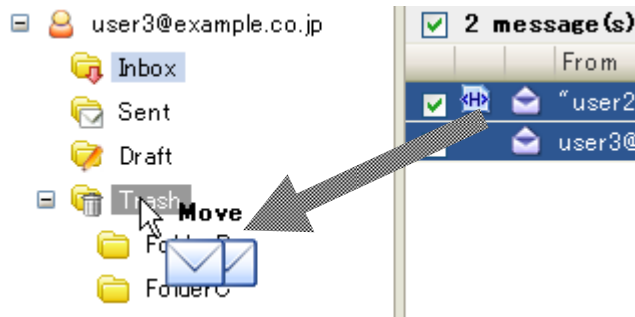 user3@example.co.jp
Inbox
Sent
Draft
Trash
Move
FolderC
2 message(s)
From
<H> "user2
user3@